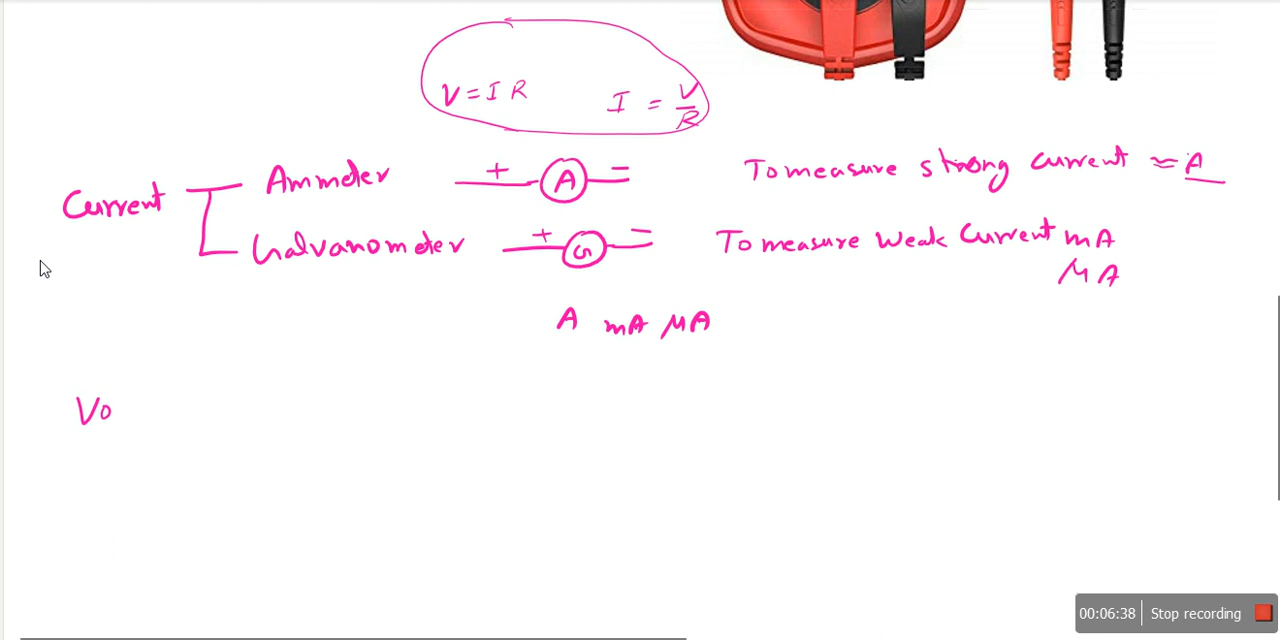 V = I R I = V/R
Ammeter + A = To measure strong current ≈ A
Current
Galvanometer + G = To measure weak current mA
μA
A mA μA
Vo
00:06:38 Stop recording